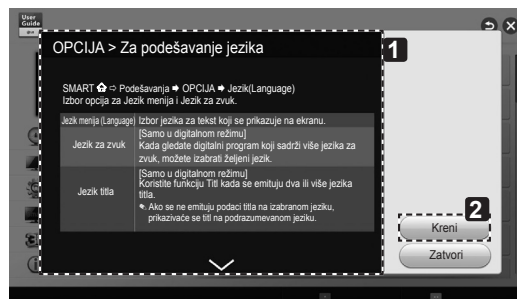 User
Guide
OPCIJA > Za podešavanje jezika
1
SMART ⇨ Podešavanja ➡ OPCIJA ➡ Jezik(Language)
Izbor opcija za Jezik menija i Jezik za zvuk.
Jezik menija (Language) Izbor jezika za tekst koji se prikazuje na ekranu.
Jezik za zvuk
[Samo u digitalnom režimu]
Kada gledate digitalni program koji sadrži više jezika za
zvuk, možete izabrati željeni jezik.
Jezik titla
[Samo u digitalnom režimu]
Koristite funkciju Titl kada se emituju dva ili više jezika
titla.
Ako se ne emituju podaci titla na izabranom jeziku,
prikazivaće se titl na podrazumevanom jeziku.
2
Kreni
Zatvori